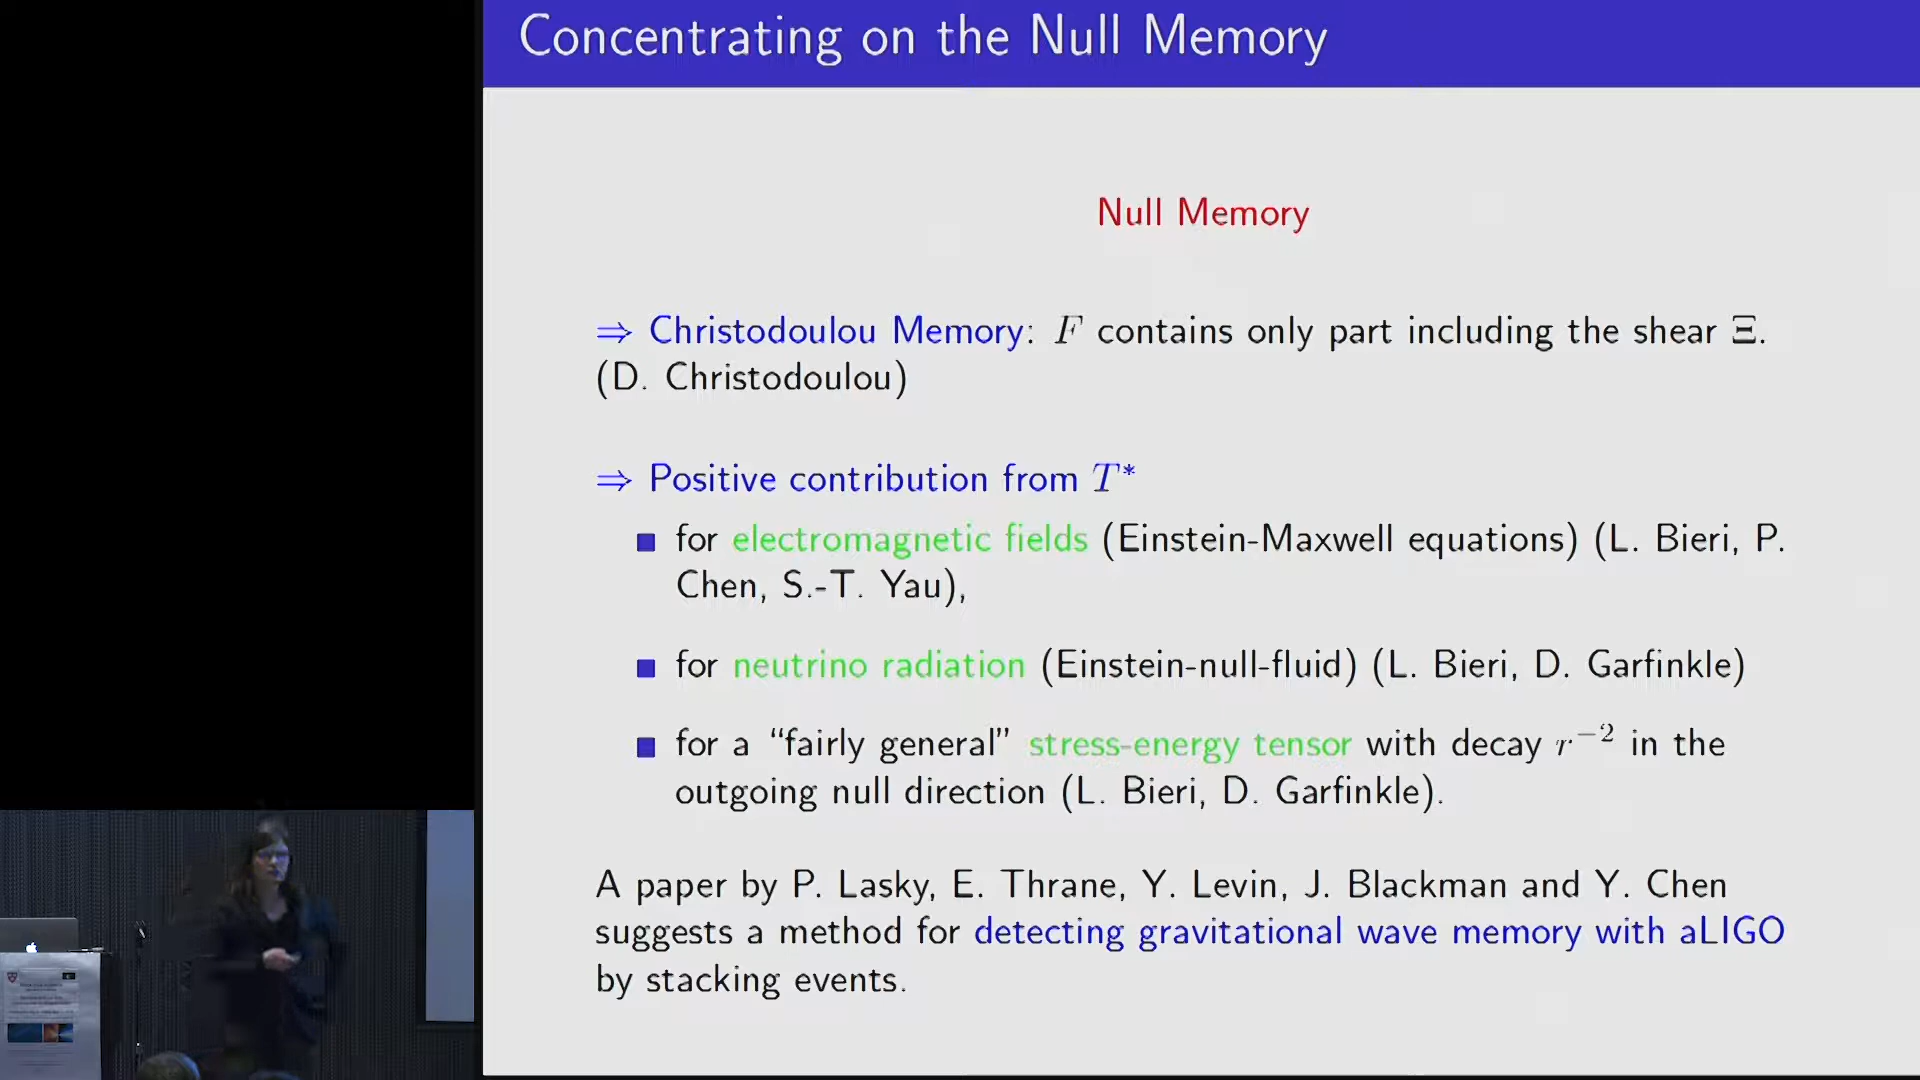 Concentrating on the Null Memory
Null Memory
⇒ Christodoulou Memory: F contains only part including the shear Ξ.
(D. Christodoulou)
⇒ Positive contribution from T*
■ for electromagnetic fields (Einstein-Maxwell equations) (L. Bieri, P.
Chen, S.-T. Yau),
■ for neutrino radiation (Einstein-null-fluid) (L. Bieri, D. Garfinkle)
■ for a “fairly general” stress-energy tensor with decay r⁻² in the
outgoing null direction (L. Bieri, D. Garfinkle).
A paper by P. Lasky, E. Thrane, Y. Levin, J. Blackman and Y. Chen
suggests a method for detecting gravitational wave memory with aLIGO
by stacking events.